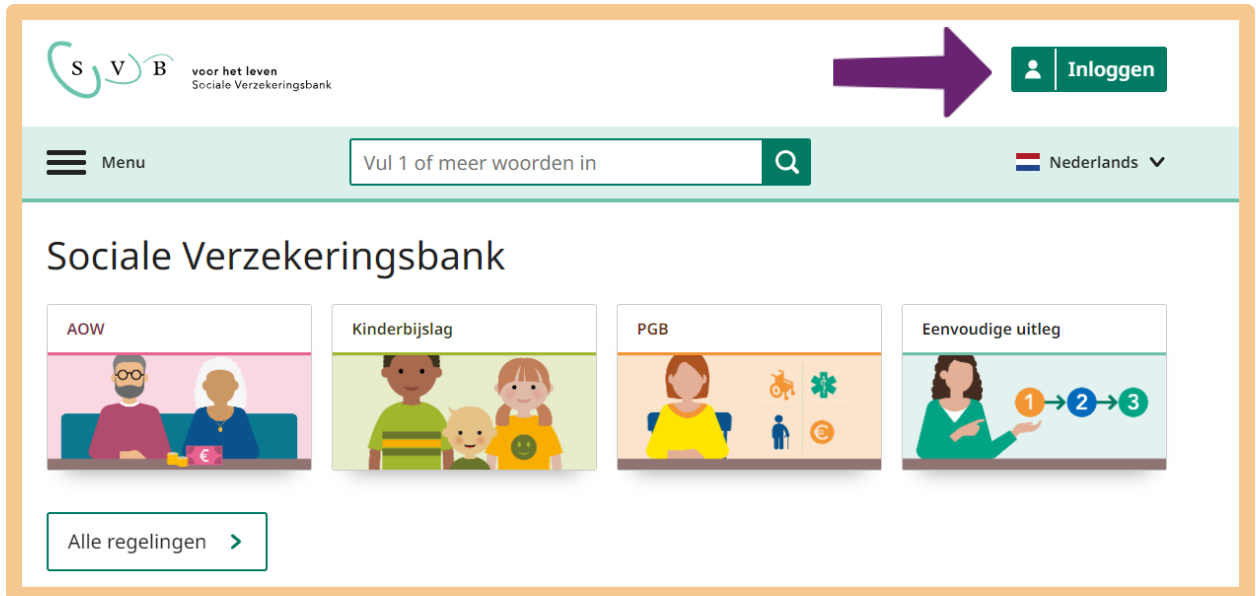 S V B
voor het leven
Sociale Verzekeringsbank
Inloggen
Menu
Vul 1 of meer woorden in
Nederlands
Sociale Verzekeringsbank
AOW
Kinderbijslag
PGB
Eenvoudige uitleg
€
€
1 2 3
Alle regelingen